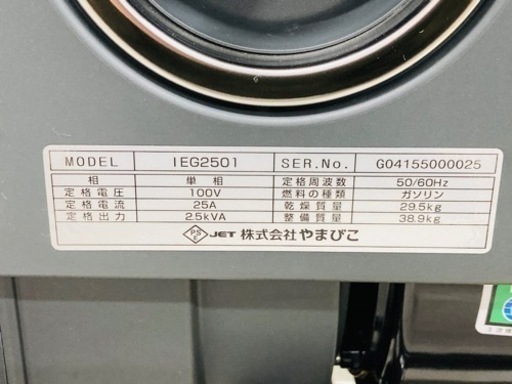 MODEL IEG2501 SER.No. G04155000025
相 単相 定格周波数 50/60Hz
定格電圧 100V 燃料の種類 ガソリン
定格電流 25A 乾燥質量 29.5kg
定格出力 2.5kVA 整備質量 38.9kg
PSE JET 株式会社やまびこ